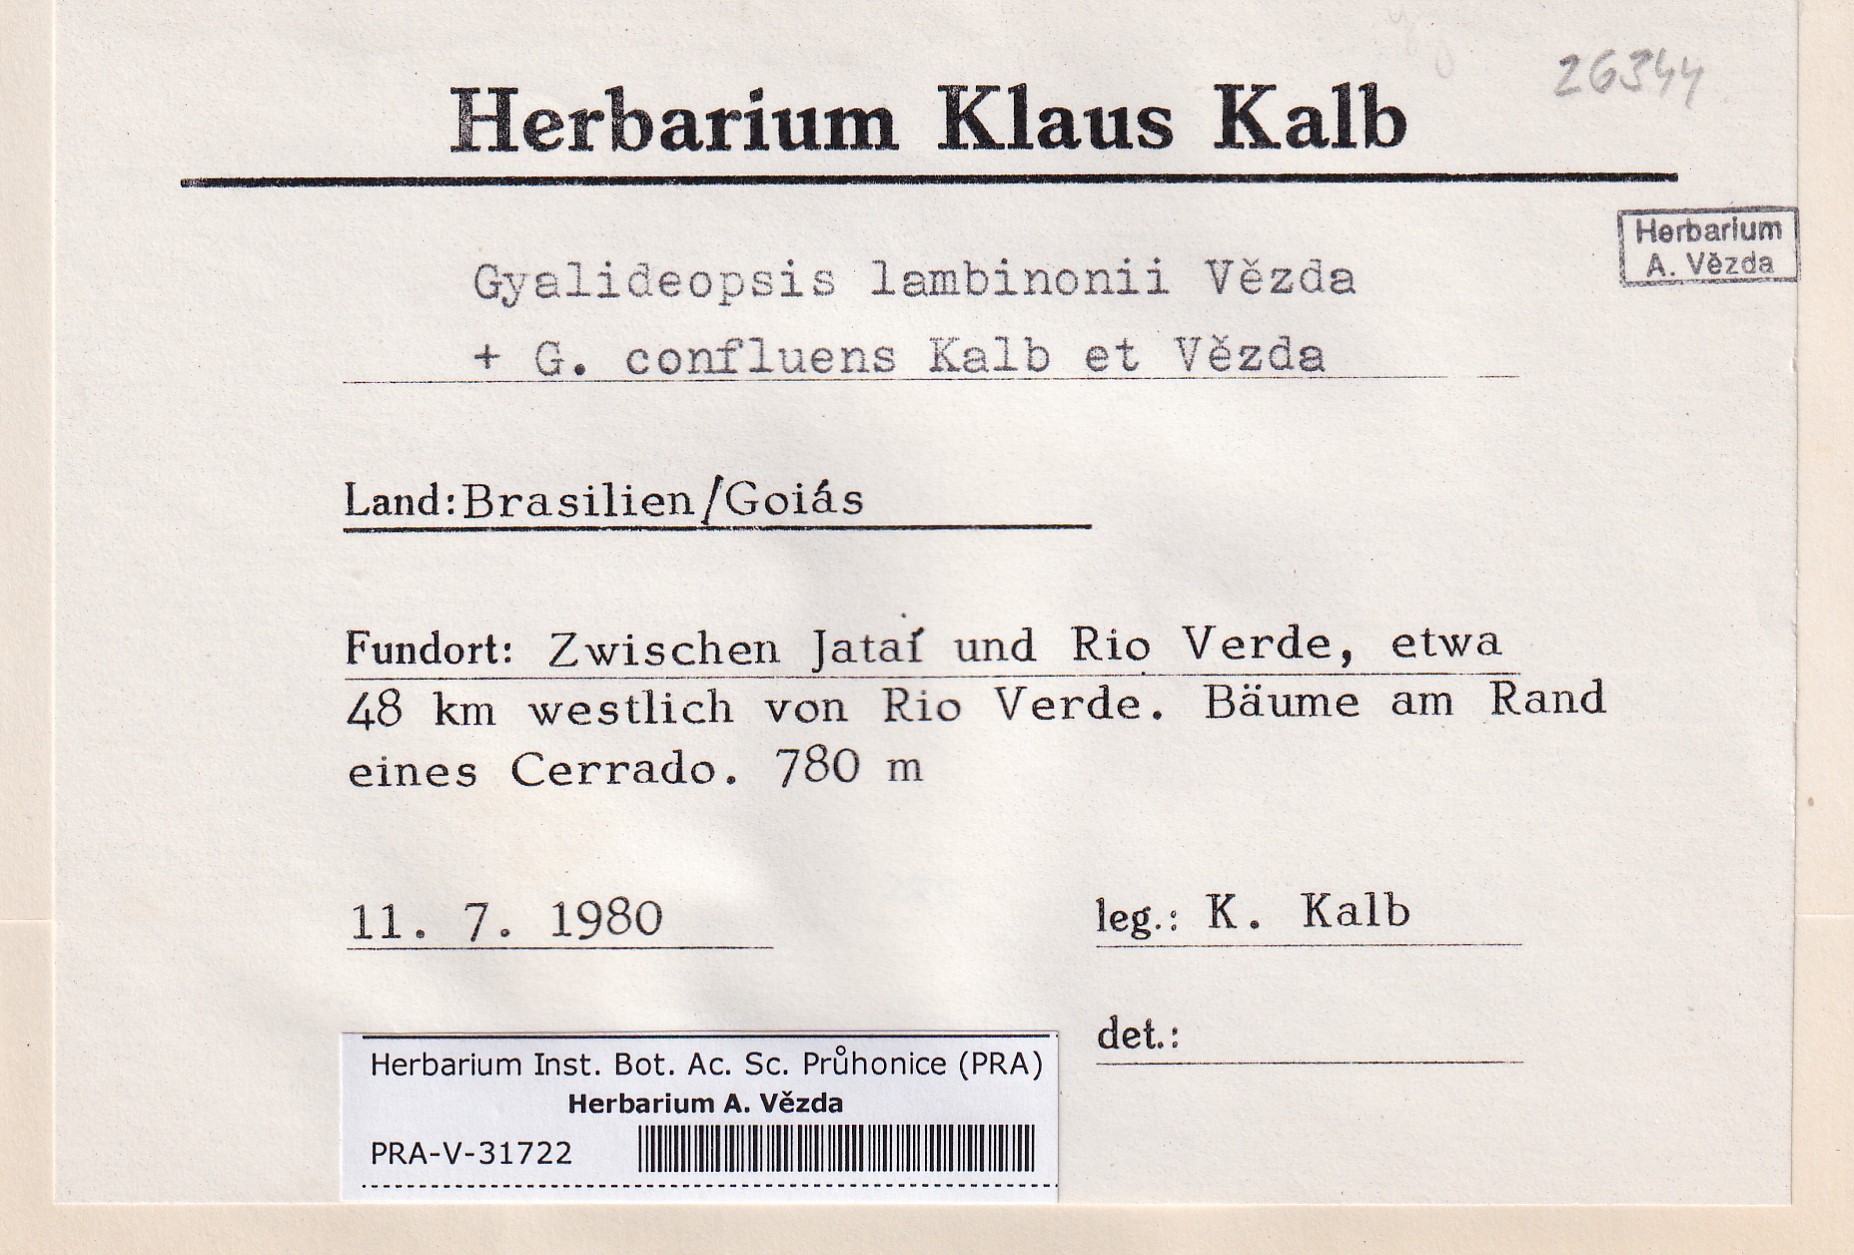 26344
Herbarium Klaus Kalb
Herbarium
A. Vězda
Gyalideopsis lambinonii Vězda
+ G. confluens Kalb et Vězda
Land: Brasilien/Goiás
Fundort: Zwischen Jataí und Rio Verde, etwa
48 km westlich von Rio Verde. Bäume am Rand
eines Cerrado. 780 m
11. 7. 1980
leg.: K. Kalb
det.:
Herbarium Inst. Bot. Ac. Sc. Průhonice (PRA)
Herbarium A. Vězda
PRA-V-31722